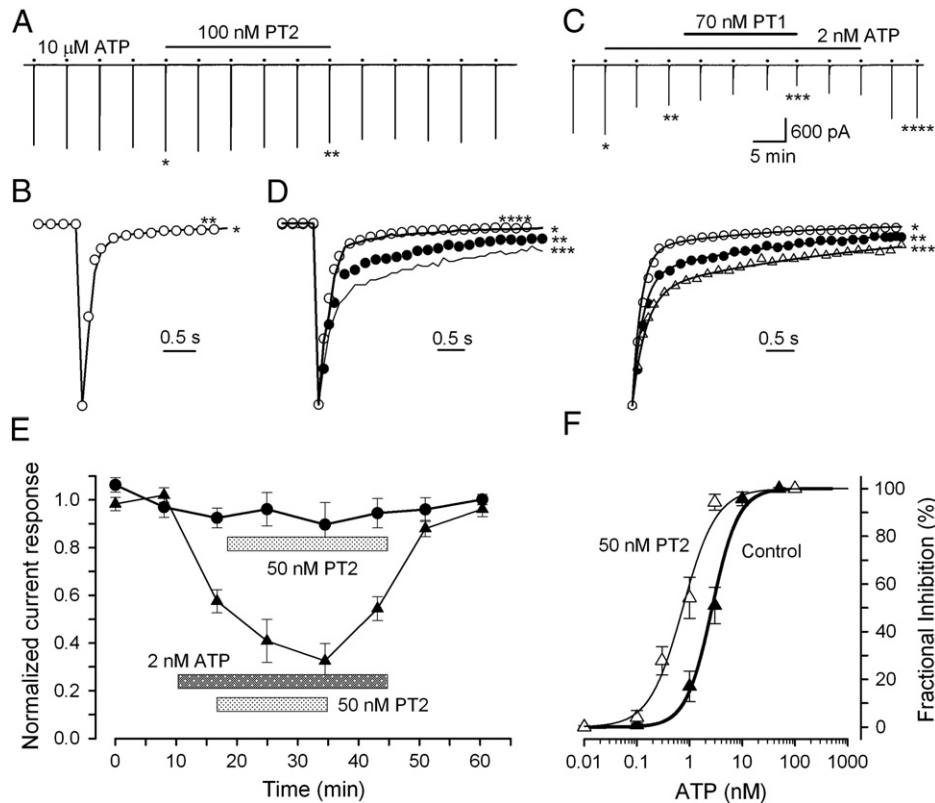 A
100 nM PT2
10 μM ATP
*
**
C
70 nM PT1
2 nM ATP
*
**
***
****
600 pA
5 min
B
**
*
0.5 s
D
****
*
**
***
0.5 s
*
**
***
0.5 s
E
Normalized current response
1.0
0.8
0.6
0.4
0.2
0.0
50 nM PT2
2 nM ATP
50 nM PT2
0 10 20 30 40 50 60
Time (min)
F
50 nM PT2
Control
100
80
60
40
20
0
Fractional Inhibition (%)
0.01 0.1 1 10 100 1000
ATP (nM)